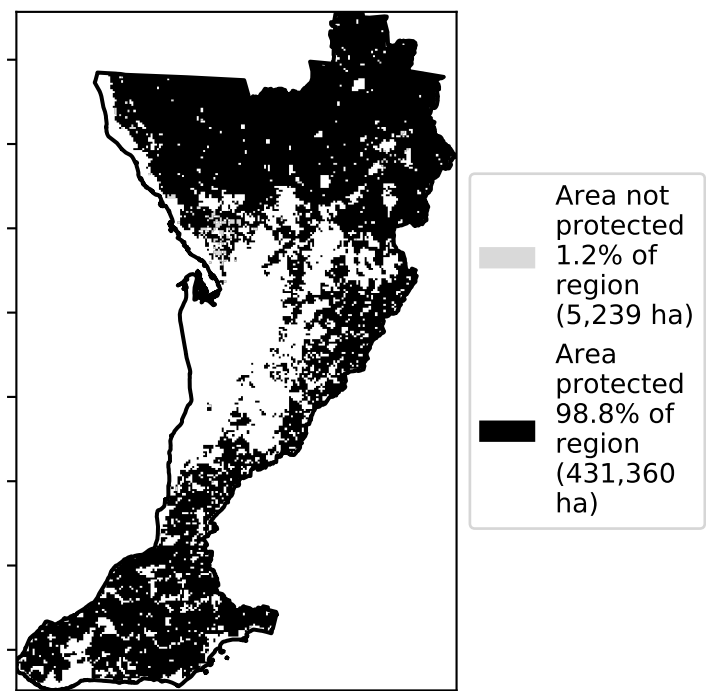 Area not
protected
1.2% of
region
(5,239 ha)
Area
protected
98.8% of
region
(431,360
ha)